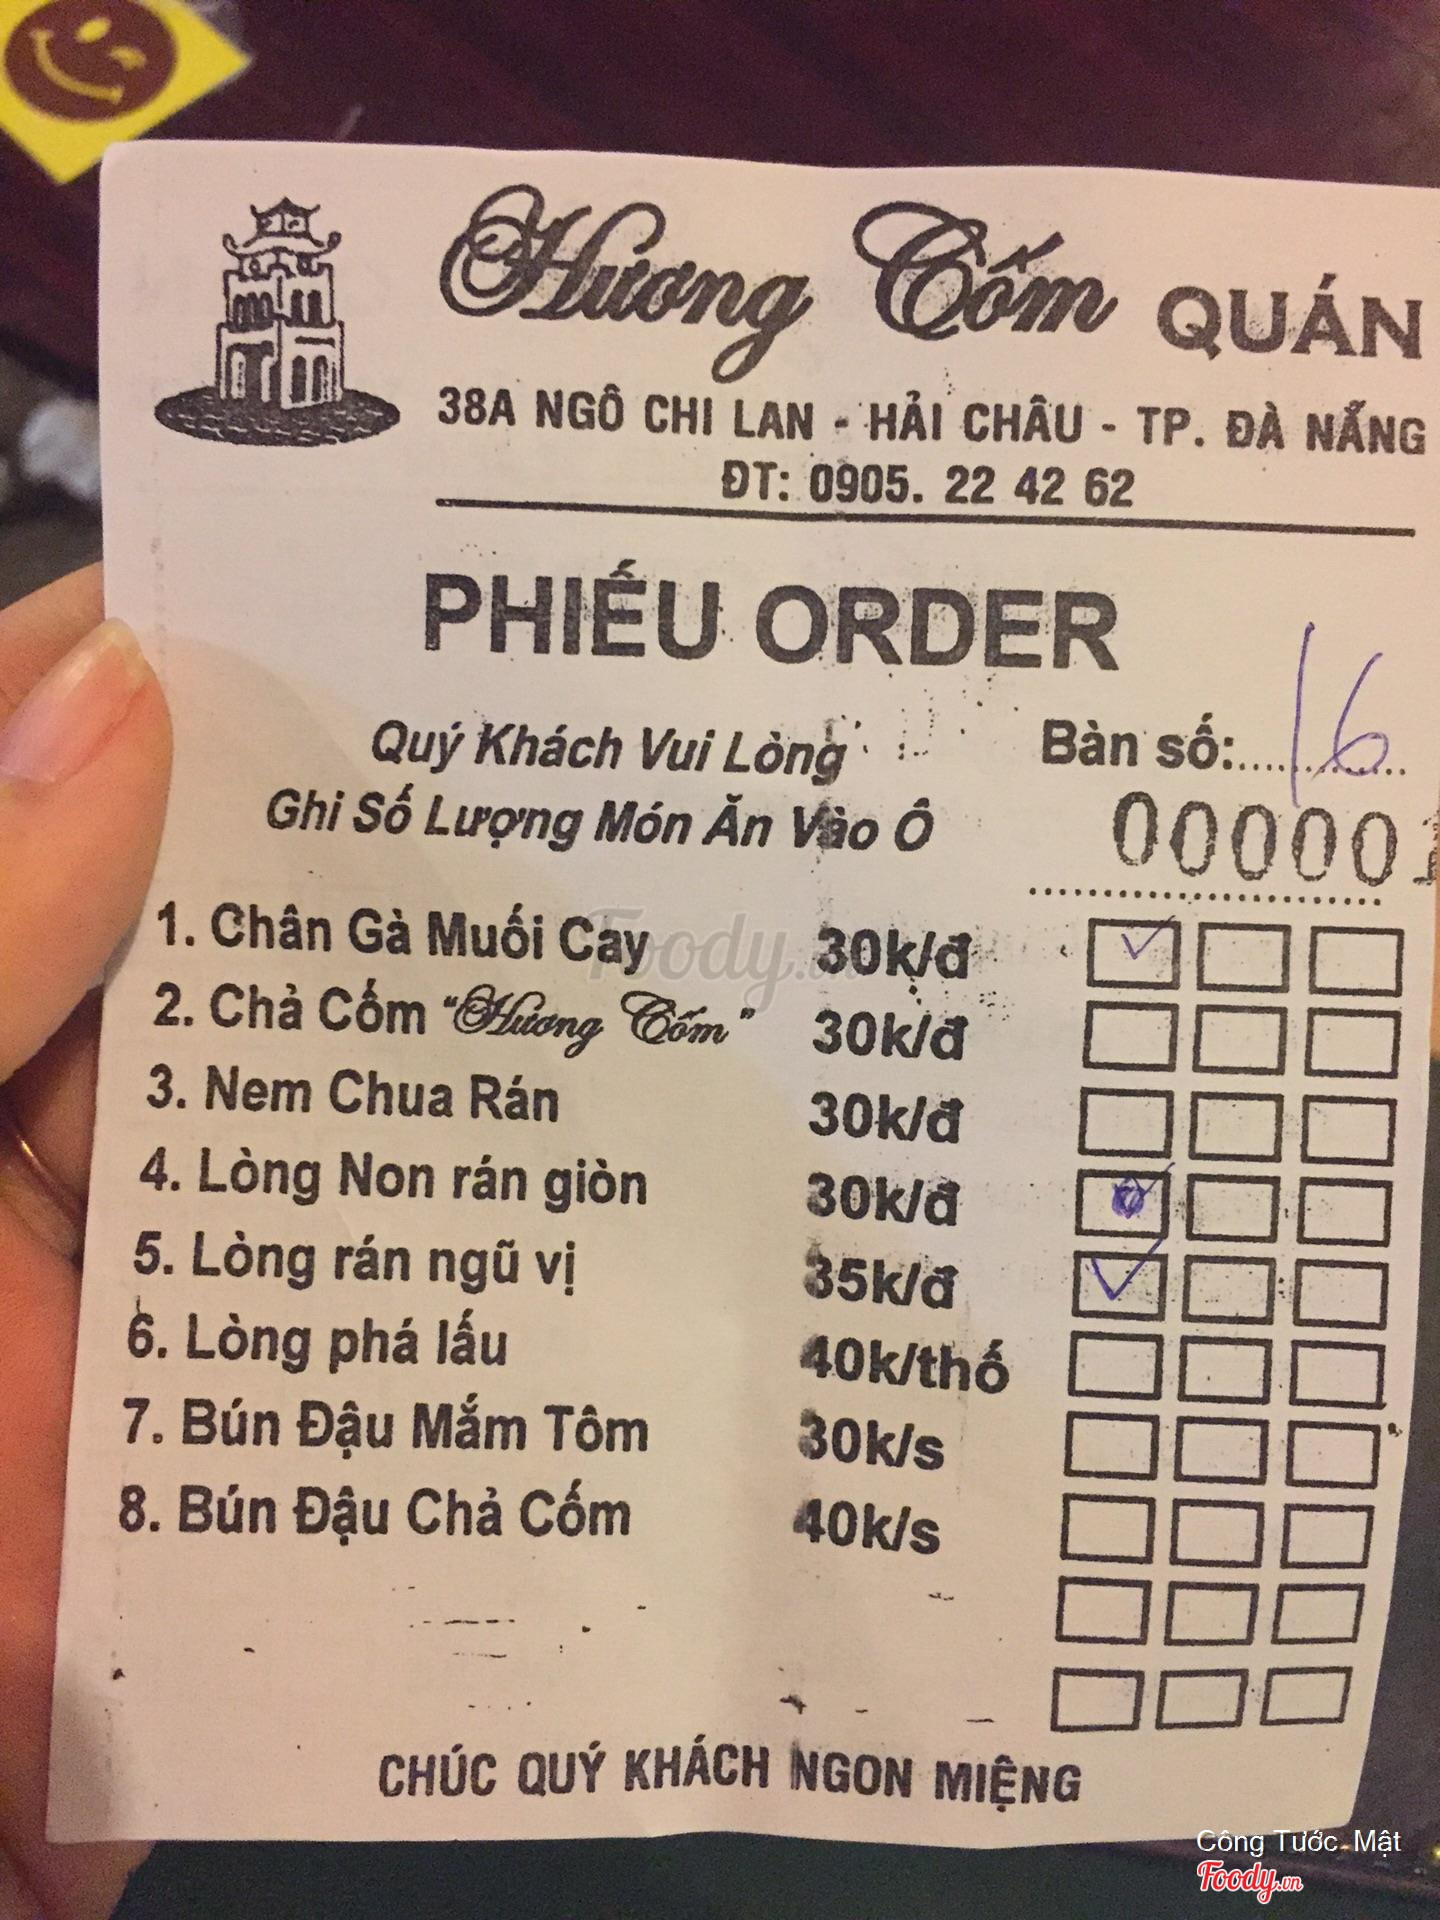 Hương Cốm QUÁN
38A NGÔ CHI LAN - HẢI CHÂU - TP. ĐÀ NẴNG
ĐT: 0905. 22 42 62
PHIẾU ORDER
Quý Khách Vui Lòng
Ghi Số Lượng Món Ăn Vào Ô
Bàn số: 16
000001
1. Chân Gà Muối Cay 30k/đ
2. Chả Cốm "Hương Cốm" 30k/đ
3. Nem Chua Rán 30k/đ
4. Lòng Non rán giòn 30k/đ
5. Lòng rán ngũ vị 35k/đ
6. Lòng phá lấu 40k/thố
7. Bún Đậu Mắm Tôm 30k/s
8. Bún Đậu Chả Cốm 40k/s
CHÚC QUÝ KHÁCH NGON MIỆNG
Foody.vn
Công Tước Mật
Foody.vn